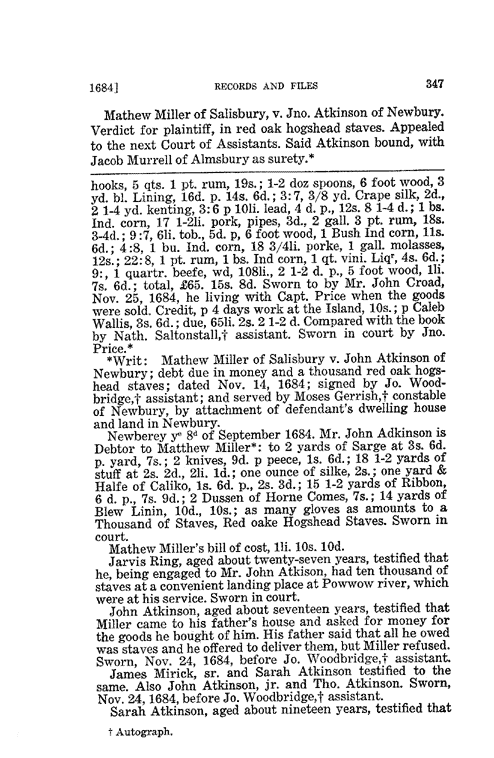 1684] RECORDS AND FILES 347
Mathew Miller of Salisbury, v. Jno. Atkinson of Newbury.
Verdict for plaintiff, in red oak hogshead staves. Appealed
to the next Court of Assistants. Said Atkinson bound, with
Jacob Murrell of Almsbury as surety.*
hooks, 5 qts. 1 pt. rum, 19s.; 1-2 doz spoons, 6 foot wood, 3
yd. bl. Lining, 16d. p. 14s. 6d.; 3:7, 3/8 yd. Crape silk, 2d.,
2 1-4 yd. kenting, 3:6 p 10li. lead, 4 d. p., 12s. 8 1-4 d.; 1 bs.
Ind. corn, 17 1-2li. pork, pipes, 3d., 2 gall. 3 pt. rum, 18s.
3-4d.; 9:7, 6li. tob., 5d. p, 6 foot wood, 1 Bush Ind corn, 11s.
6d.; 4:8, 1 bu. Ind. corn, 18 3/4li. porke, 1 gall. molasses,
12s.; 22:8, 1 pt. rum, 1 bs. Ind corn, 1 qt. vini. Liqr, 4s. 6d.;
9:, 1 quartr. beefe, wd, 108li., 2 1-2 d. p., 5 foot wood, 1li.
7s. 6d.; total, £65. 15s. 8d. Sworn to by Mr. John Croad,
Nov. 25, 1684, he living with Capt. Price when the goods
were sold. Credit, p 4 days work at the Island, 10s.; p Caleb
Wallis, 3s. 6d.; due, 65li. 2s. 2 1-2 d. Compared with the book
by Nath. Saltonstall,† assistant. Sworn in court by Jno.
Price.*
*Writ: Mathew Miller of Salisbury v. John Atkinson of
Newbury; debt due in money and a thousand red oak hogs-
head staves; dated Nov. 14, 1684; signed by Jo. Wood-
bridge,† assistant; and served by Moses Gerrish,† constable
of Newbury, by attachment of defendant's dwelling house
and land in Newbury.
Newberey ye 8d of September 1684. Mr. John Adkinson is
Debtor to Matthew Miller*: to 2 yards of Sarge at 3s. 6d.
p. yard, 7s.; 2 knives, 9d. p peece, 1s. 6d.; 18 1-2 yards of
stuff at 2s. 2d., 2li. 1d.; one ounce of silke, 2s.; one yard &
Halfe of Caliko, 1s. 6d. p., 2s. 3d.; 15 1-2 yards of Ribbon,
6 d. p., 7s. 9d.; 2 Dussen of Horne Comes, 7s.; 14 yards of
Blew Linin, 10d., 10s.; as many gloves as amounts to a
Thousand of Staves, Red oake Hogshead Staves. Sworn in
court.
Mathew Miller's bill of cost, 1li. 10s. 10d.
Jarvis Ring, aged about twenty-seven years, testified that
he, being engaged to Mr. John Atkison, had ten thousand of
staves at a convenient landing place at Powwow river, which
were at his service. Sworn in court.
John Atkinson, aged about seventeen years, testified that
Miller came to his father's house and asked for money for
the goods he bought of him. His father said that all he owed
was staves and he offered to deliver them, but Miller refused.
Sworn, Nov. 24, 1684, before Jo. Woodbridge,† assistant.
James Mirick, sr. and Sarah Atkinson testified to the
same. Also John Atkinson, jr. and Tho. Atkinson. Sworn,
Nov. 24, 1684, before Jo. Woodbridge,† assistant.
Sarah Atkinson, aged about nineteen years, testified that
† Autograph.